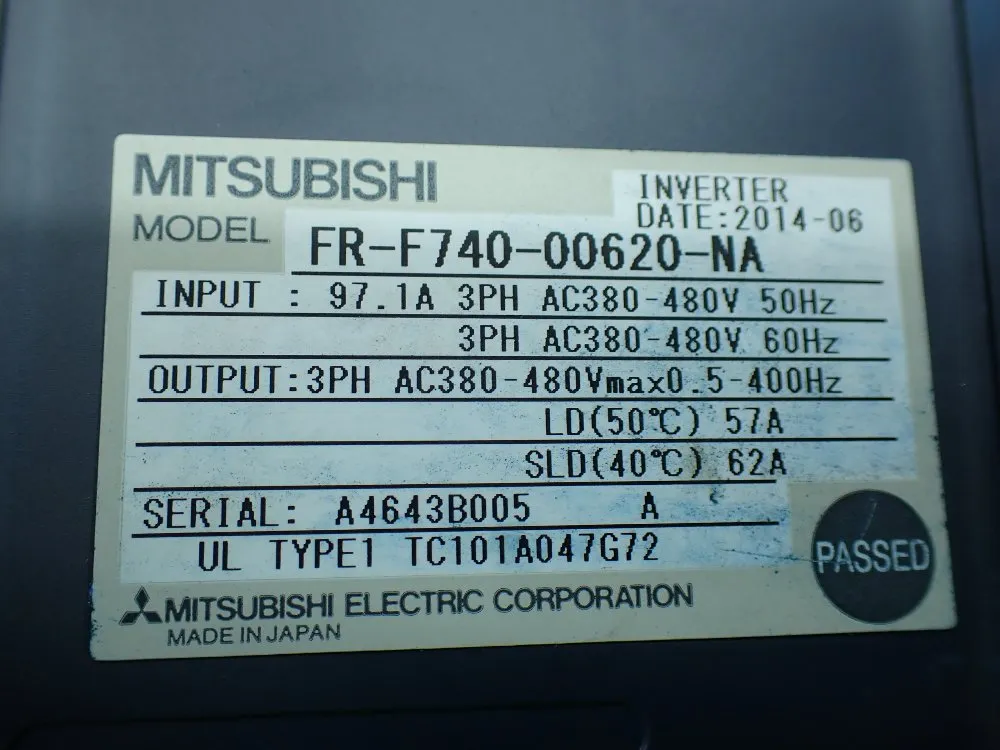 MITSUBISHI
INVERTER
DATE:2014-06
MODEL FR-F740-00620-NA
INPUT : 97.1A 3PH AC380-480V 50Hz
3PH AC380-480V 60Hz
OUTPUT:3PH AC380-480Vmax0.5-400Hz
LD(50℃) 57A
SLD(40℃) 62A
SERIAL: A4643B005 A
UL TYPE1 TC101A047G72
PASSED
MITSUBISHI ELECTRIC CORPORATION
MADE IN JAPAN